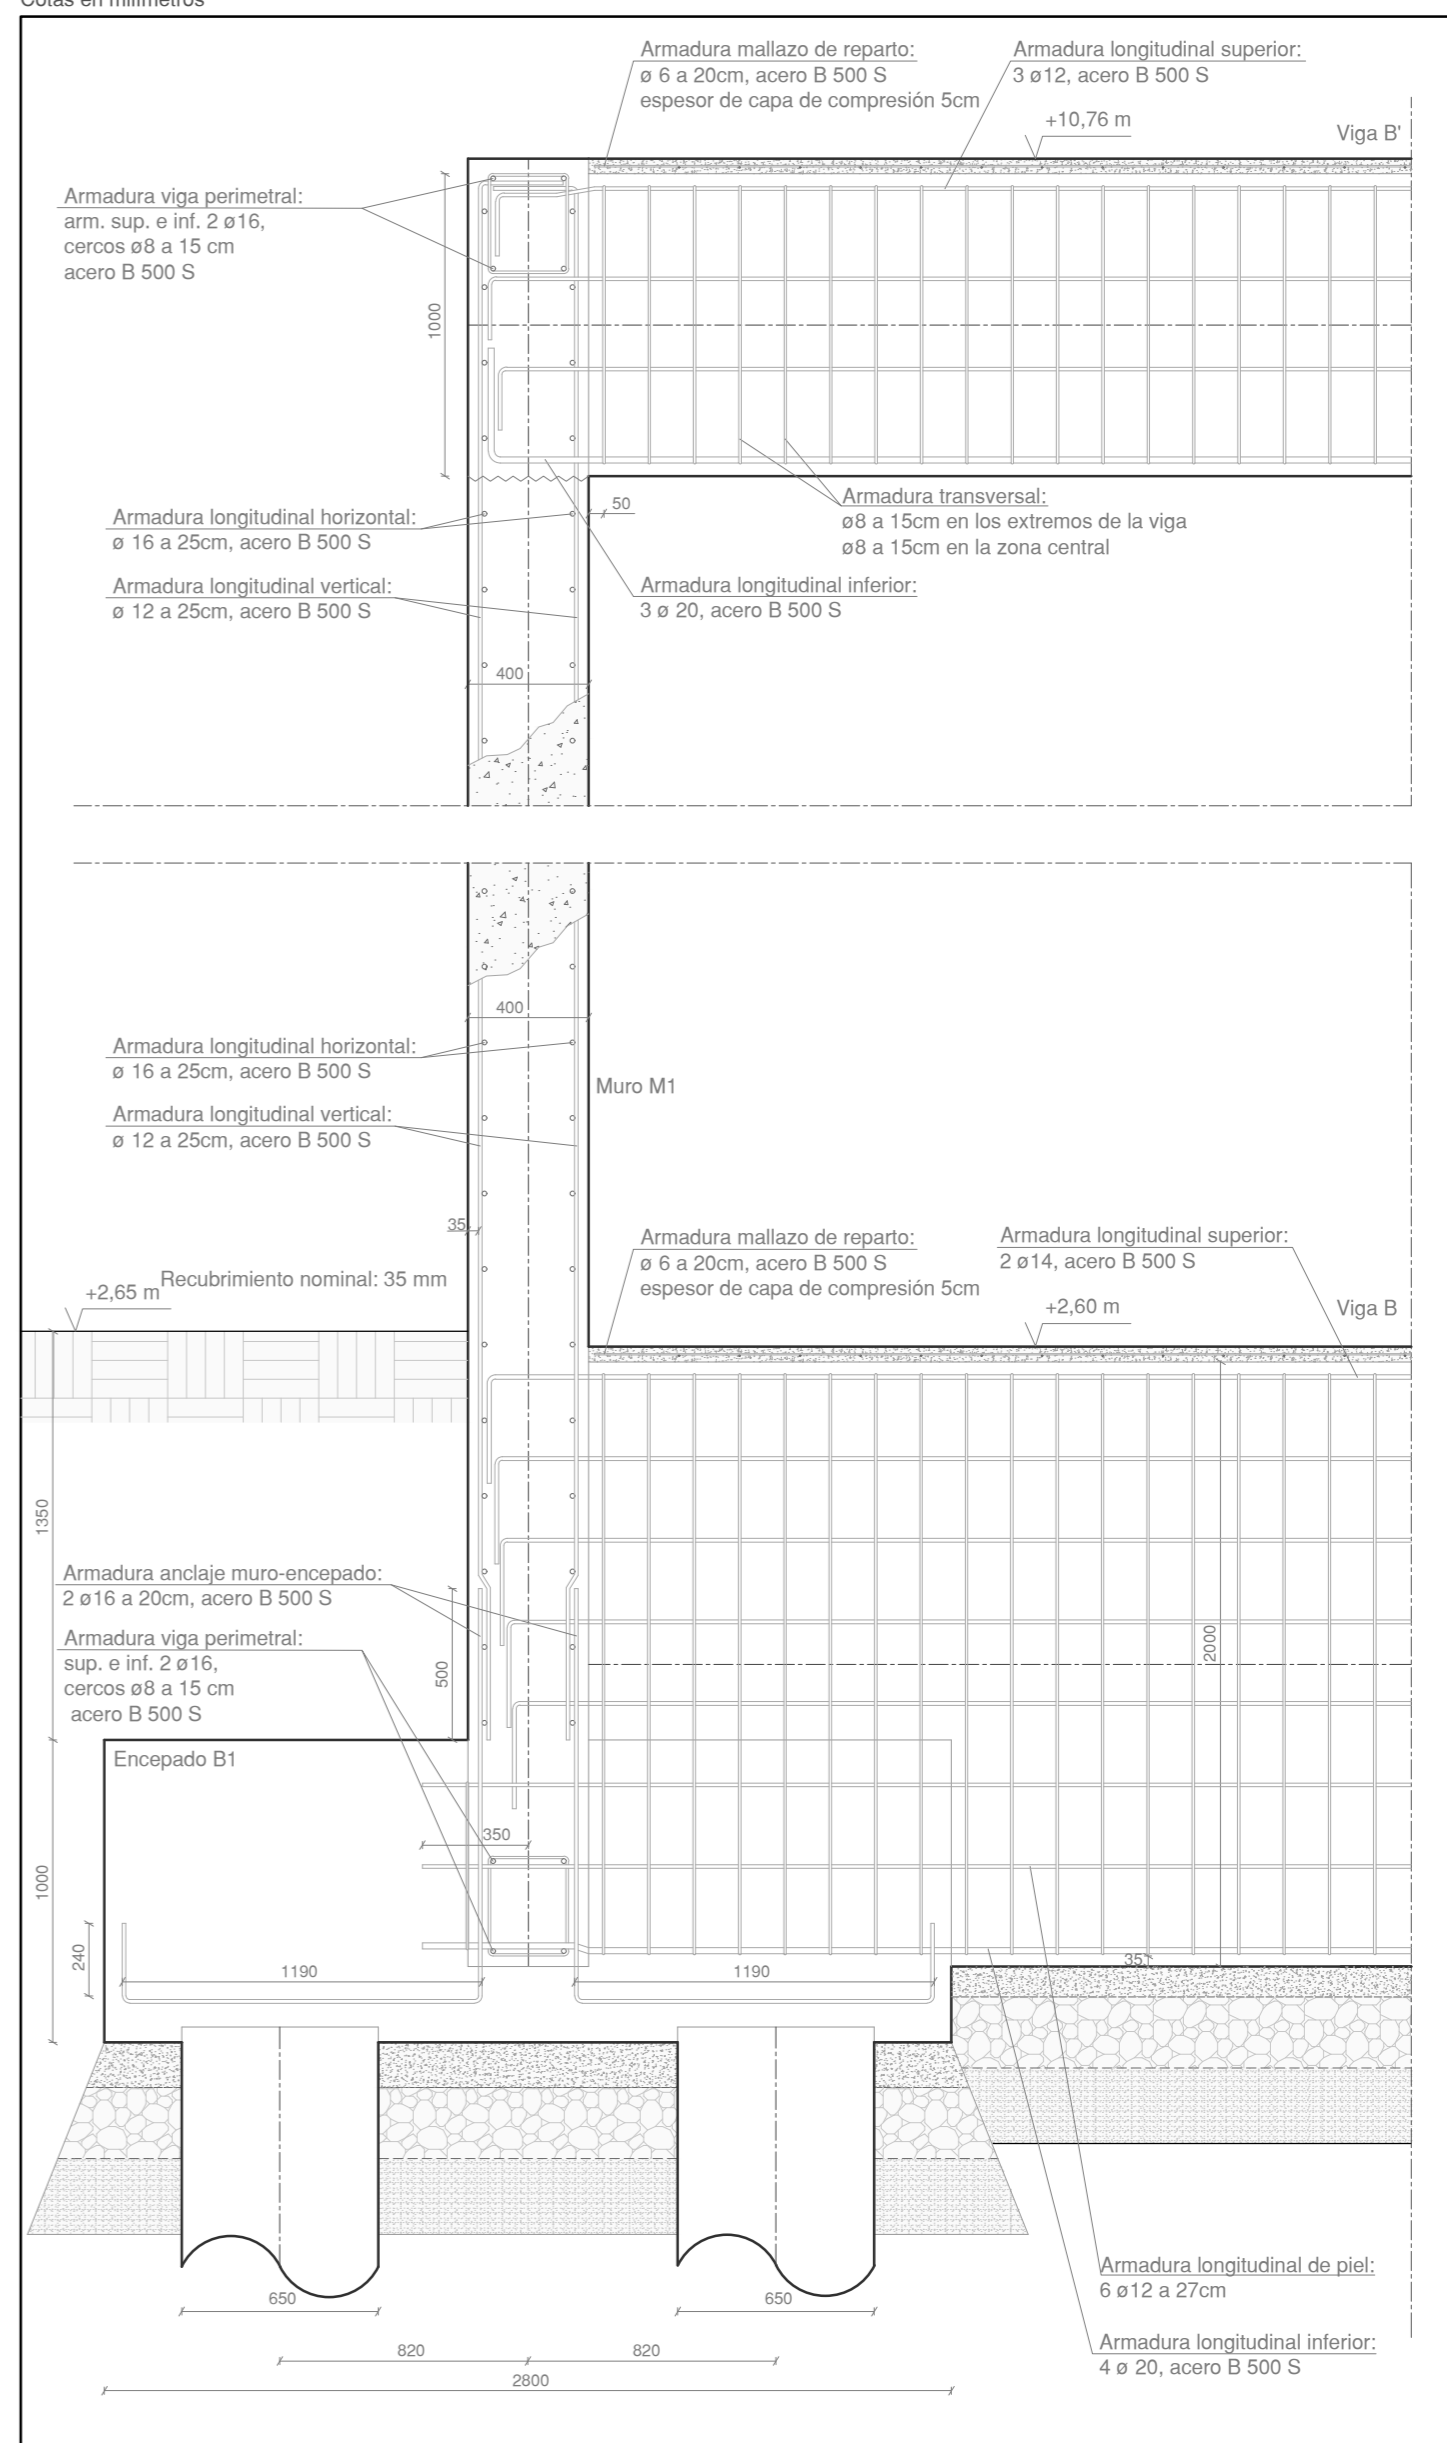 Cotas en milímetros
Armadura mallazo de reparto:
ø 6 a 20cm, acero B 500 S
espesor de capa de compresión 5cm
Armadura longitudinal superior:
3 ø12, acero B 500 S
+10,76 m
Viga B'
Armadura viga perimetral:
arm. sup. e inf. 2 ø16,
cercos ø8 a 15 cm
acero B 500 S
1000
Armadura transversal:
ø8 a 15cm en los extremos de la viga
ø8 a 15cm en la zona central
50
Armadura longitudinal horizontal:
ø 16 a 25cm, acero B 500 S
Armadura longitudinal vertical:
ø 12 a 25cm, acero B 500 S
Armadura longitudinal inferior:
3 ø 20, acero B 500 S
400
400
Armadura longitudinal horizontal:
ø 16 a 25cm, acero B 500 S
Muro M1
Armadura longitudinal vertical:
ø 12 a 25cm, acero B 500 S
35
Armadura mallazo de reparto:
ø 6 a 20cm, acero B 500 S
espesor de capa de compresión 5cm
Armadura longitudinal superior:
2 ø14, acero B 500 S
Recubrimiento nominal: 35 mm
+2,65 m
+2,60 m
Viga B
1350
Armadura anclaje muro-encepado:
2 ø16 a 20cm, acero B 500 S
Armadura viga perimetral:
sup. e inf. 2 ø16,
cercos ø8 a 15 cm
acero B 500 S
500
2000
Encepado B1
350
1000
240
1190
1190
35
Armadura longitudinal de piel:
6 ø12 a 27cm
650
650
Armadura longitudinal inferior:
4 ø 20, acero B 500 S
820
820
2800